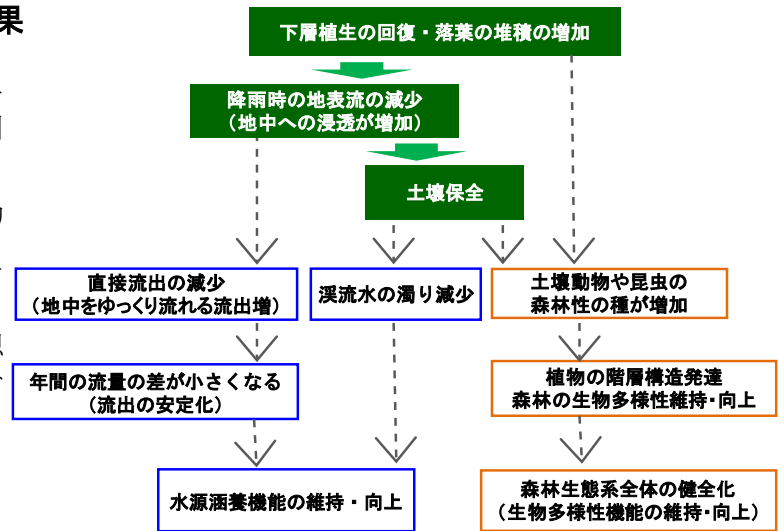 果
下層植生の回復・落葉の堆積の増加
降雨時の地表流の減少
（地中への浸透が増加）
土壌保全
直接流出の減少
（地中をゆっくり流れる流出増）
渓流水の濁り減少
土壌動物や昆虫の
森林性の種が増加
年間の流量の差が小さくなる
（流出の安定化）
植物の階層構造発達
森林の生物多様性維持・向上
水源涵養機能の維持・向上
森林生態系全体の健全化
（生物多様性機能の維持・向上）